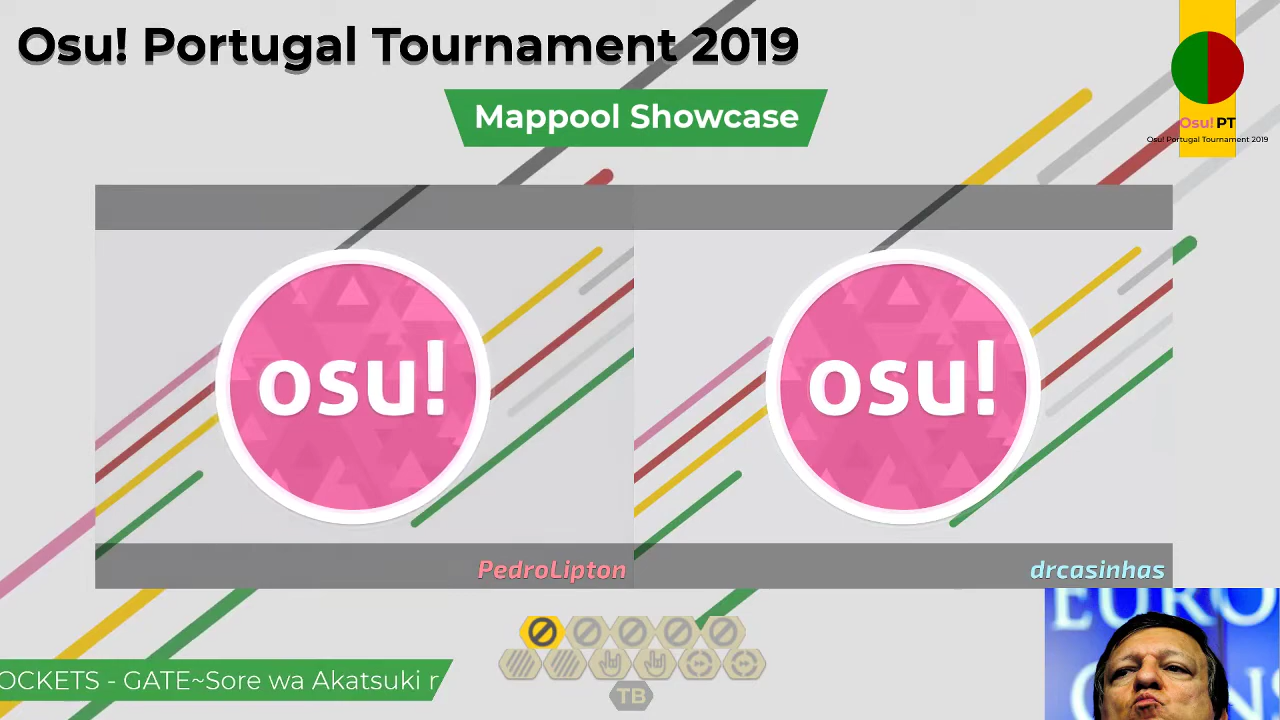 Osu! Portugal Tournament 2019
Mappool Showcase
Osu! PT
Osu! Portugal Tournament 2019
osu!
osu!
PedroLipton
drcasinhas
EURO
OCKETS - GATE~Sore wa Akatsuki r
TB